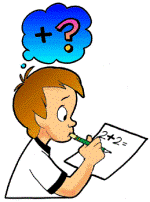 + ?
2+2=